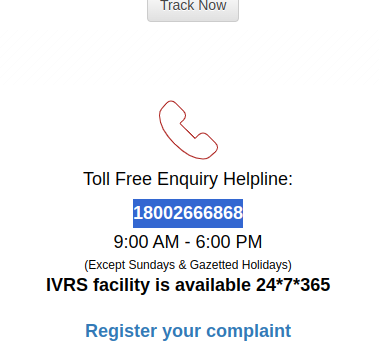 Track Now
Toll Free Enquiry Helpline:
18002666868
9:00 AM - 6:00 PM
(Except Sundays & Gazetted Holidays)
IVRS facility is available 24*7*365
Register your complaint